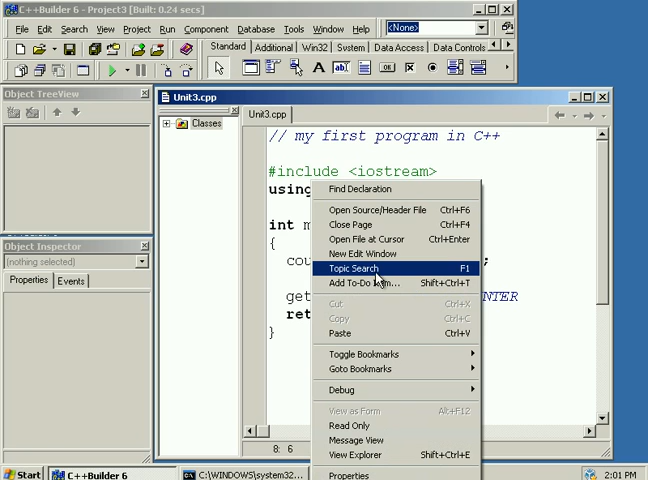 C++Builder 6 - Project3 [Built: 0.24 secs]
File Edit Search View Project Run Component Database Tools Window Help
<None>
Standard Additional Win32 System Data Access Data Controls
Object TreeView
Unit3.cpp
Classes
Unit3.cpp
// my first program in C++
#include <iostream>
using
int m
{
cou ;
get NTER
ret
}
Find Declaration
Open Source/Header File Ctrl+F6
Close Page Ctrl+F4
Open File at Cursor Ctrl+Enter
New Edit Window
Topic Search F1
Add To-Do Item... Shift+Ctrl+T
Cut Ctrl+X
Copy Ctrl+C
Paste Ctrl+V
Toggle Bookmarks
Goto Bookmarks
Debug
View as Form Alt+F12
Read Only
Message View
View Explorer Shift+Ctrl+E
Properties
Object Inspector
(nothing selected)
Properties Events
8: 6
Start C++Builder 6 C:\WINDOWS\system32... 2:01 PM